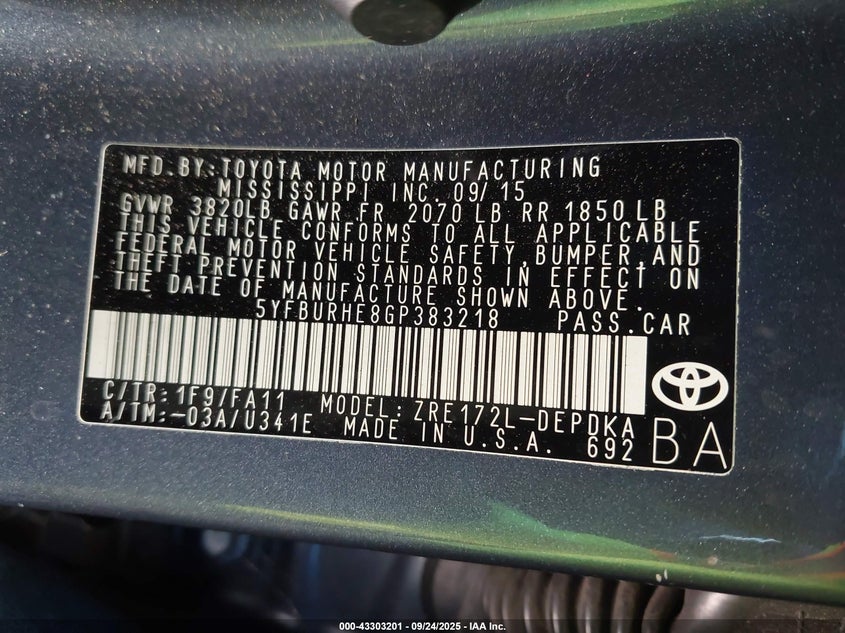 MFD.BY:TOYOTA MOTOR MANUFACTURING
MISSISSIPPI INC. 09/15
GVWR 3820LB GAWR FR 2070 LB RR 1850 LB
THIS VEHICLE CONFORMS TO ALL APPLICABLE
FEDERAL MOTOR VEHICLE SAFETY,BUMPER,AND
THEFT PREVENTION STANDARDS IN EFFECT ON
THE DATE OF MANUFACTURE SHOWN ABOVE.
5YFBURHE8GP383218 PASS.CAR
C/TR:1F9/FA11 MODEL:ZRE172L-DEPDKA
A/TM:-03A/U341E MADE IN U.S.A. 692
BA
000-43303201 - 09/24/2025 - IAA Inc.